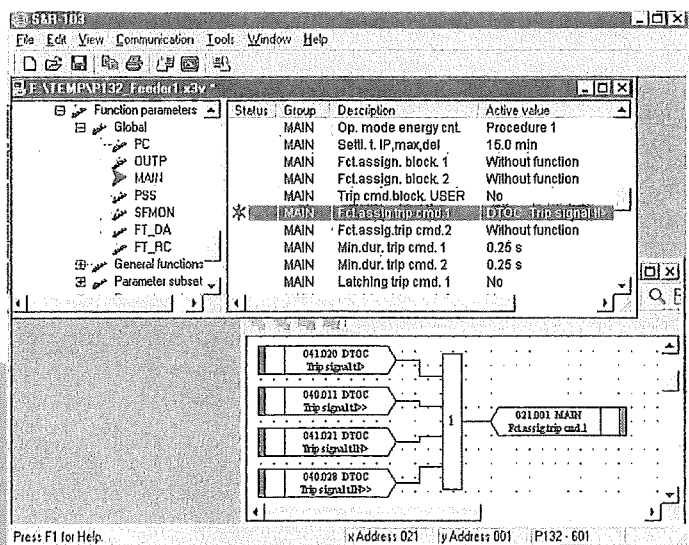 S&R-103
File Edit View Communication Tools Window Help
F:\TEMP\P132_Feeder1.x3v *
Function parameters
Global
PC
OUTP
MAIN
PSS
SFMON
FT_DA
FT_RC
General functions
Parameter subset
Status Group Description Active value
MAIN Op. mode energy cnt. Procedure 1
MAIN Settl. t. IP,max,del 15.0 min
MAIN Fct.assign. block. 1 Without function
MAIN Fct.assign. block. 2 Without function
MAIN Trip cmd.block. USER No
MAIN Fct.assig.trip cmd.1 DTOC Trip signal tI>
MAIN Fct.assig.trip cmd.2 Without function
MAIN Min.dur. trip cmd. 1 0.25 s
MAIN Min.dur. trip cmd. 2 0.25 s
MAIN Latching trip cmd. 1 No
041.020 DTOC
Trip signal tI>
040.011 DTOC
Trip signal tI>>
041.021 DTOC
Trip signal tIN>
040.028 DTOC
Trip signal tIN>>
1
021.001 MAIN
Fct.assig.trip cmd.1
Press F1 for Help. x Address 021 y Address 001 P132 - 601